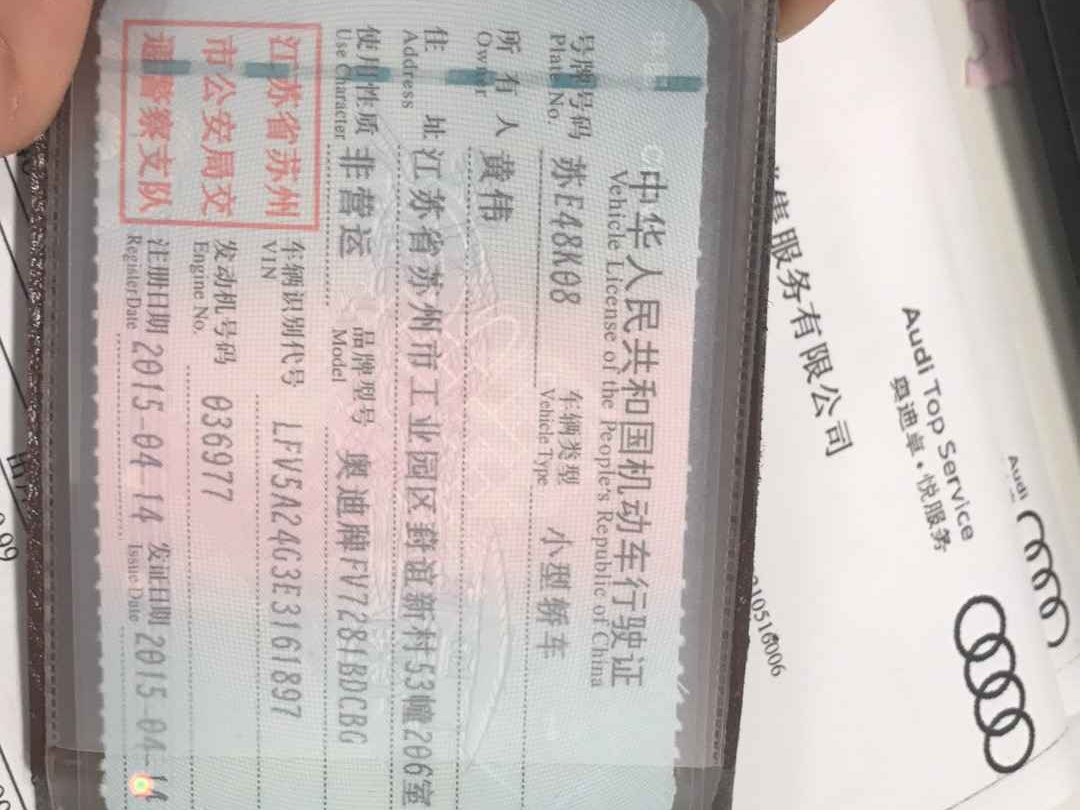 中华人民共和国机动车行驶证
Vehicle License of the People's Republic of China
号牌号码 苏E48K08 车辆类型 小型轿车
Plate No. Vehicle Type
所有人 黄伟
Owner
住址 江苏省苏州市工业园区葑谊新村53幢206室
Address
使用性质 非营运 品牌型号 奥迪牌FV7281BDCBG
Use Character Model
江苏省苏州
市公安局交
通警察支队
车辆识别代号 LFV5A24G3E3161897
VIN
发动机号码 036977
Engine No.
注册日期 2015-04-14 发证日期 2015-04-14
Register Date Issue Date
售服务有限公司
Audi Top Service
奥迪卓·悦服务
Audi
10516006